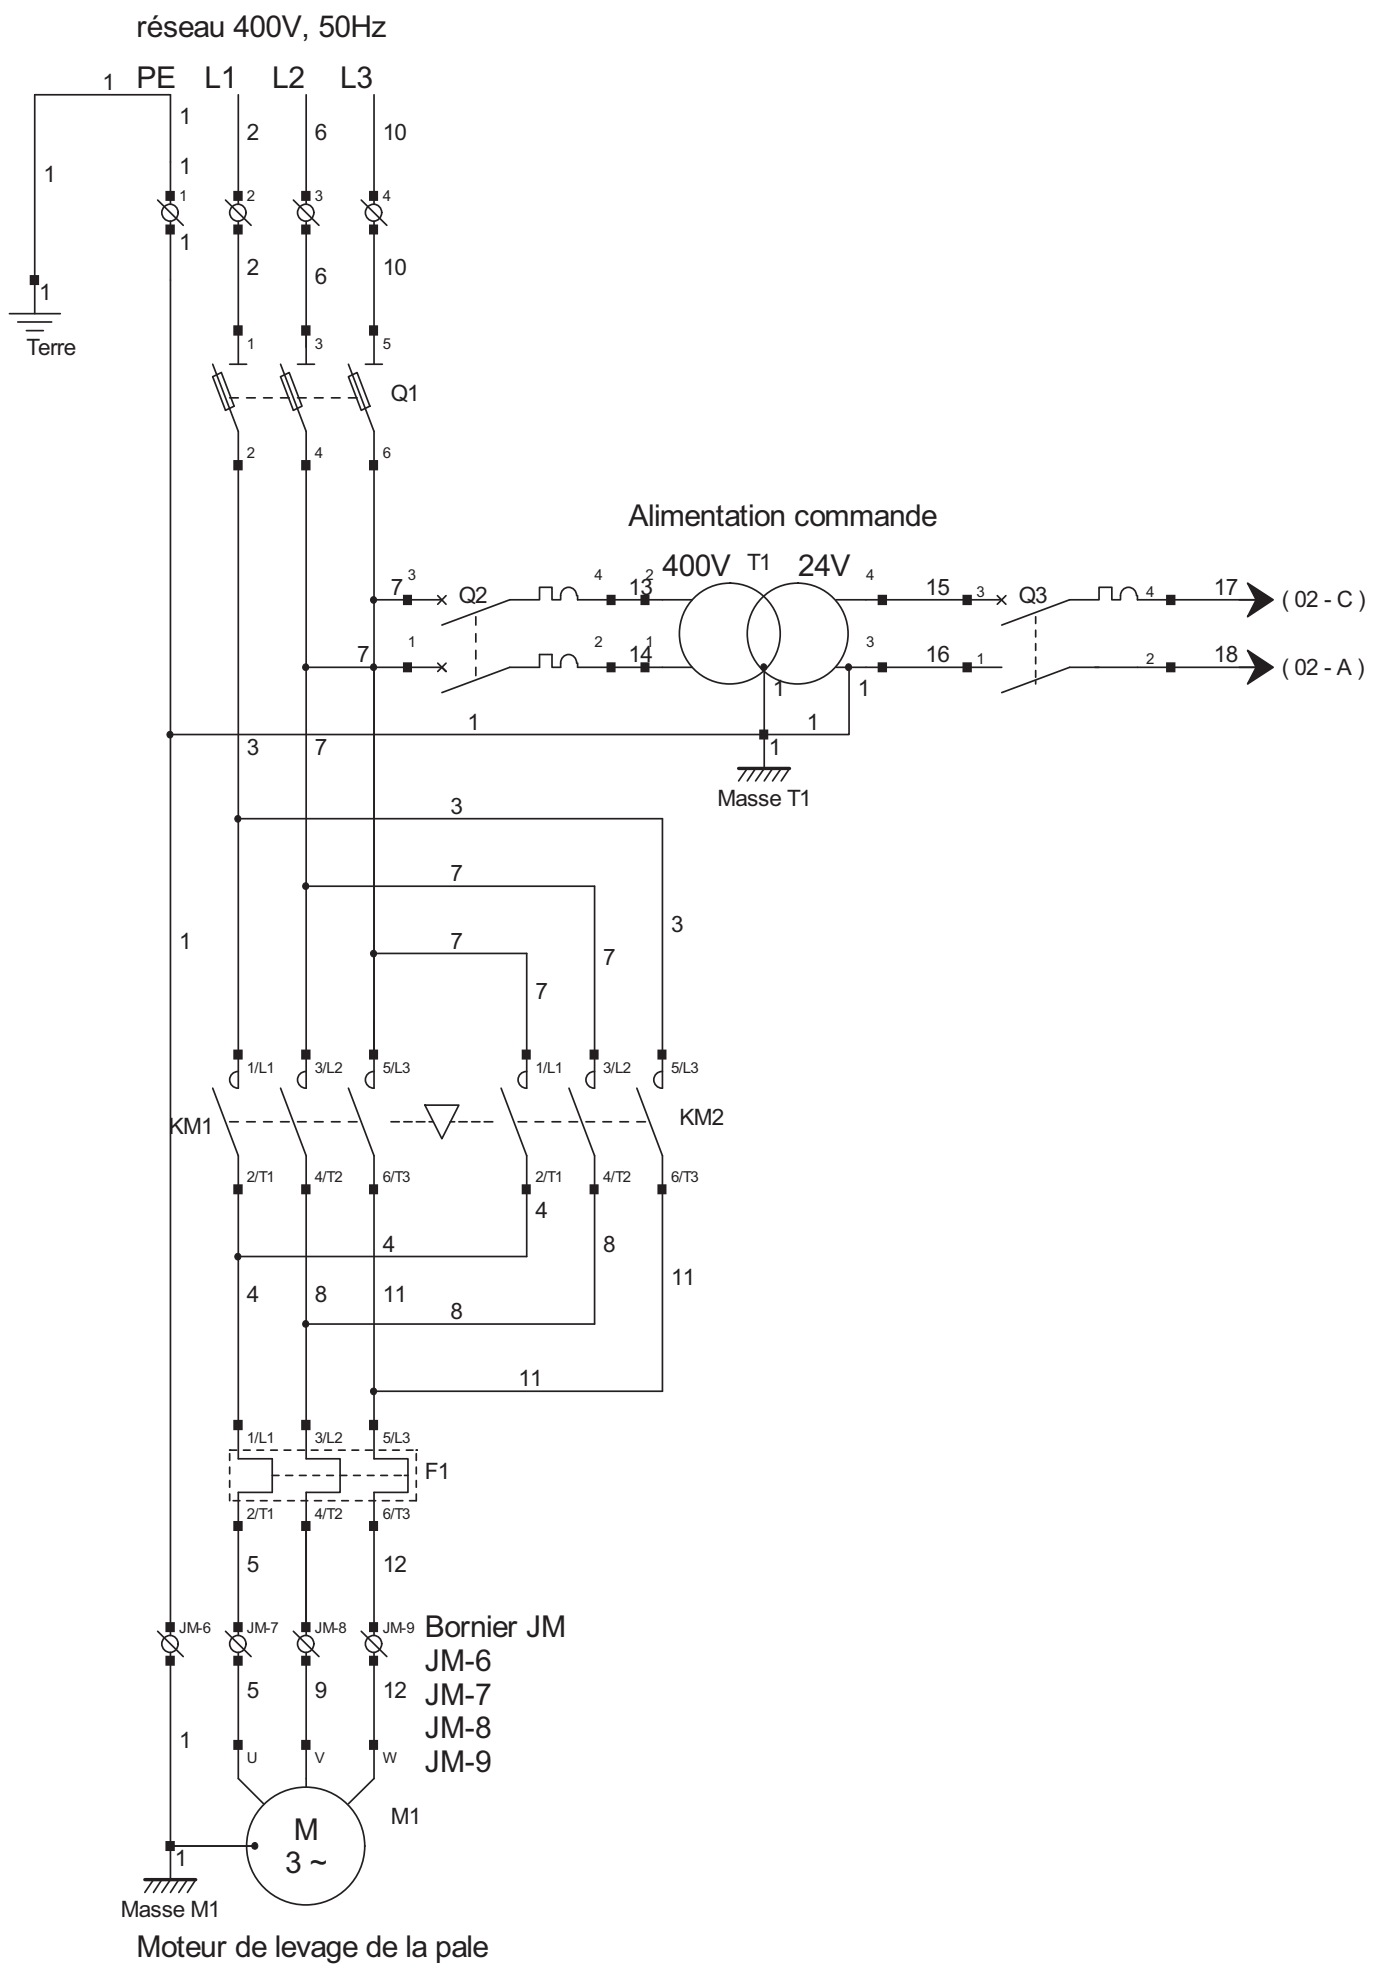 réseau 400V, 50Hz
1 PE L1 L2 L3
1 2 6 10
1
1
1 2 3 4
1
2 6 10
1
Terre
1 3 5
Q1
2 4 6
Alimentation commande
400V T1 24V
7 3 Q2 4 13 2 4 15 3 Q3 4 17 ( 02 - C )
7 1 2 14 1 3 16 1 2 18 ( 02 - A )
1 1
1 1
3 7 1
Masse T1
3
7
3
1 7
7
7
1/L1 3/L2 5/L3 1/L1 3/L2 5/L3
KM1 KM2
2/T1 4/T2 6/T3 2/T1 4/T2 6/T3
4
4 8
11
4 8 11
8
11
1/L1 3/L2 5/L3
F1
2/T1 4/T2 6/T3
5 12
JM-6 JM-7 JM-8 JM-9 Bornier JM
JM-6
5 9 12 JM-7
JM-8
1
U V W JM-9
M1
M
3 ~
1
Masse M1
Moteur de levage de la pale